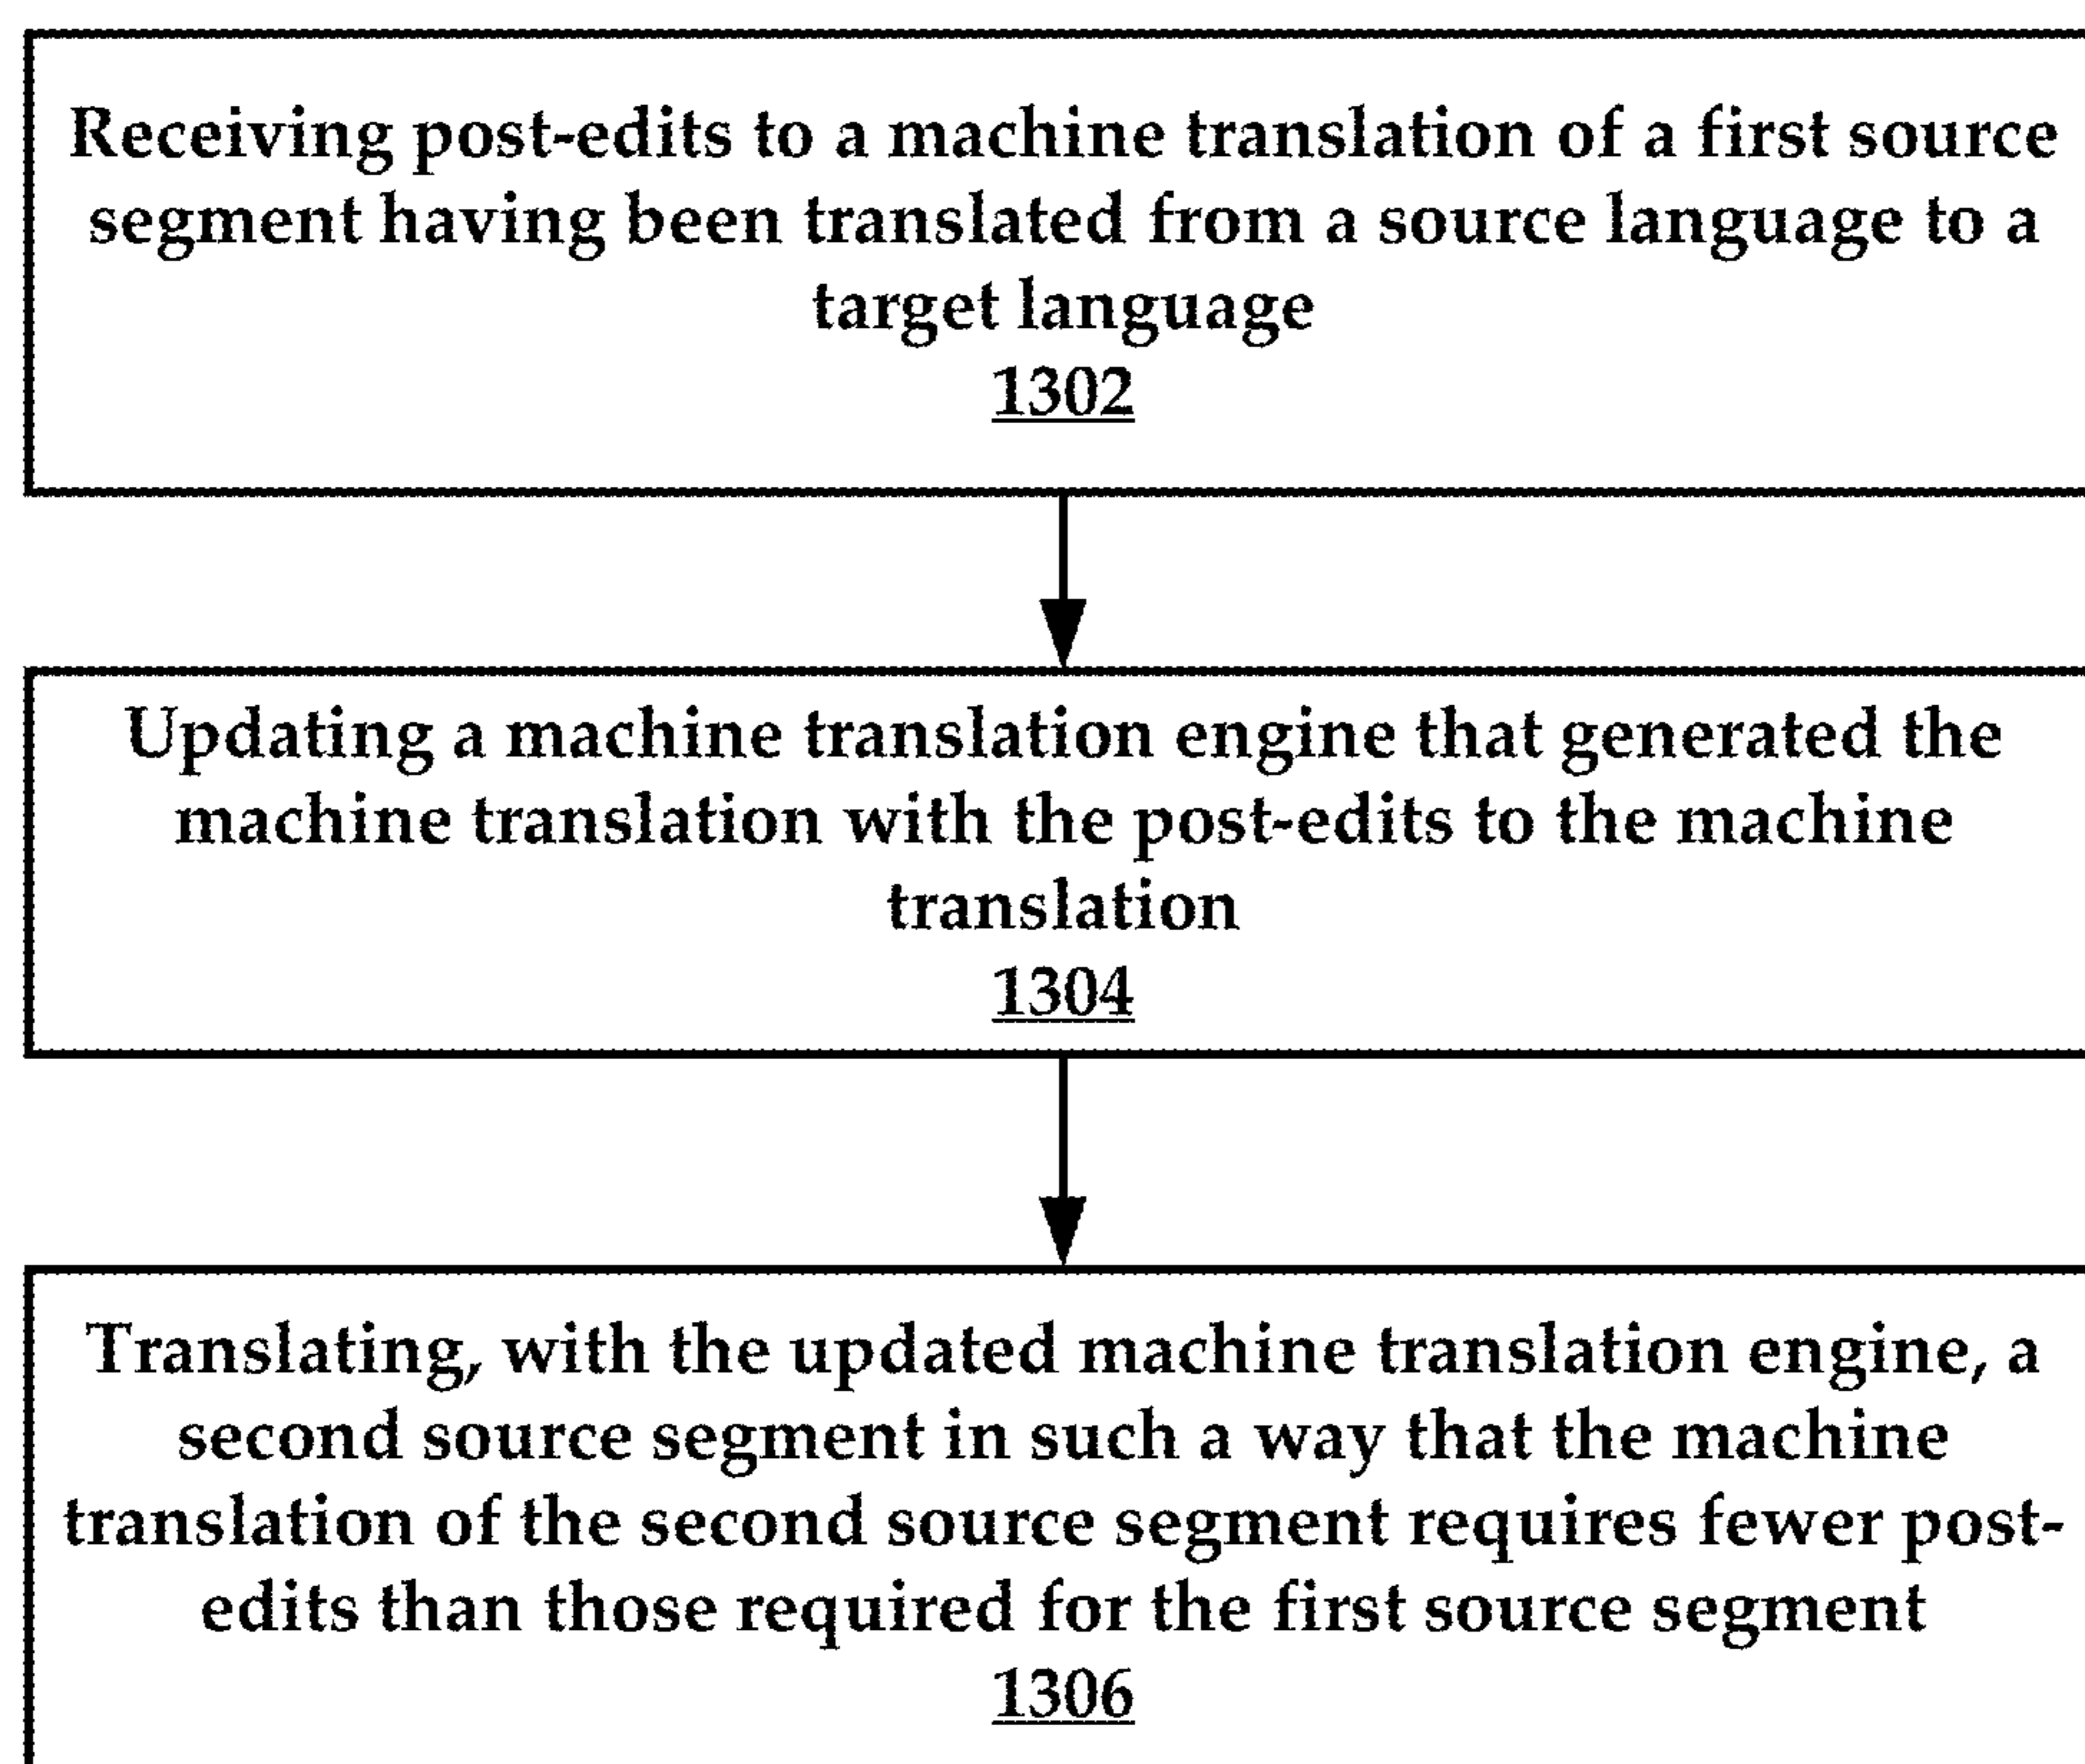 Receiving post-edits to a machine translation of a first source
segment having been translated from a source language to a
target language
1302
Updating a machine translation engine that generated the
machine translation with the post-edits to the machine
translation
1304
Translating, with the updated machine translation engine, a
second source segment in such a way that the machine
translation of the second source segment requires fewer post-
edits than those required for the first source segment
1306